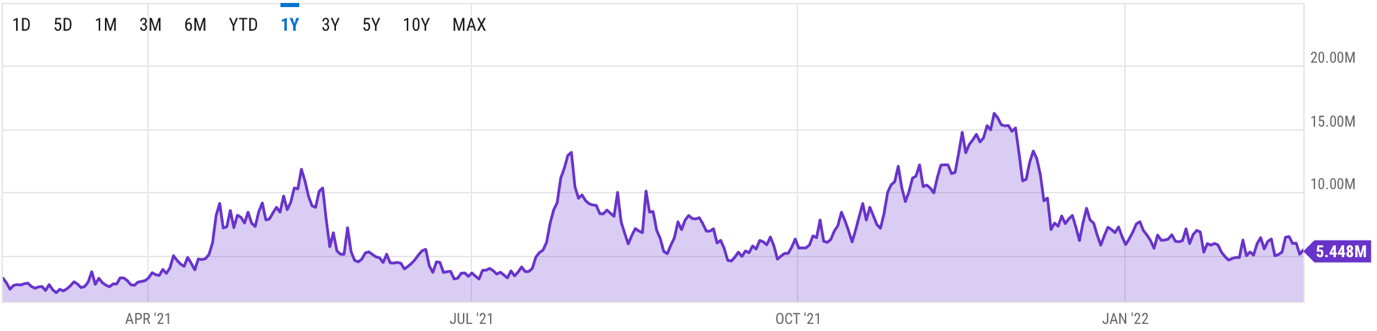 1D 5D 1M 3M 6M YTD 1Y 3Y 5Y 10Y MAX
20.00M
15.00M
10.00M
5.448M
APR '21 JUL '21 OCT '21 JAN '22